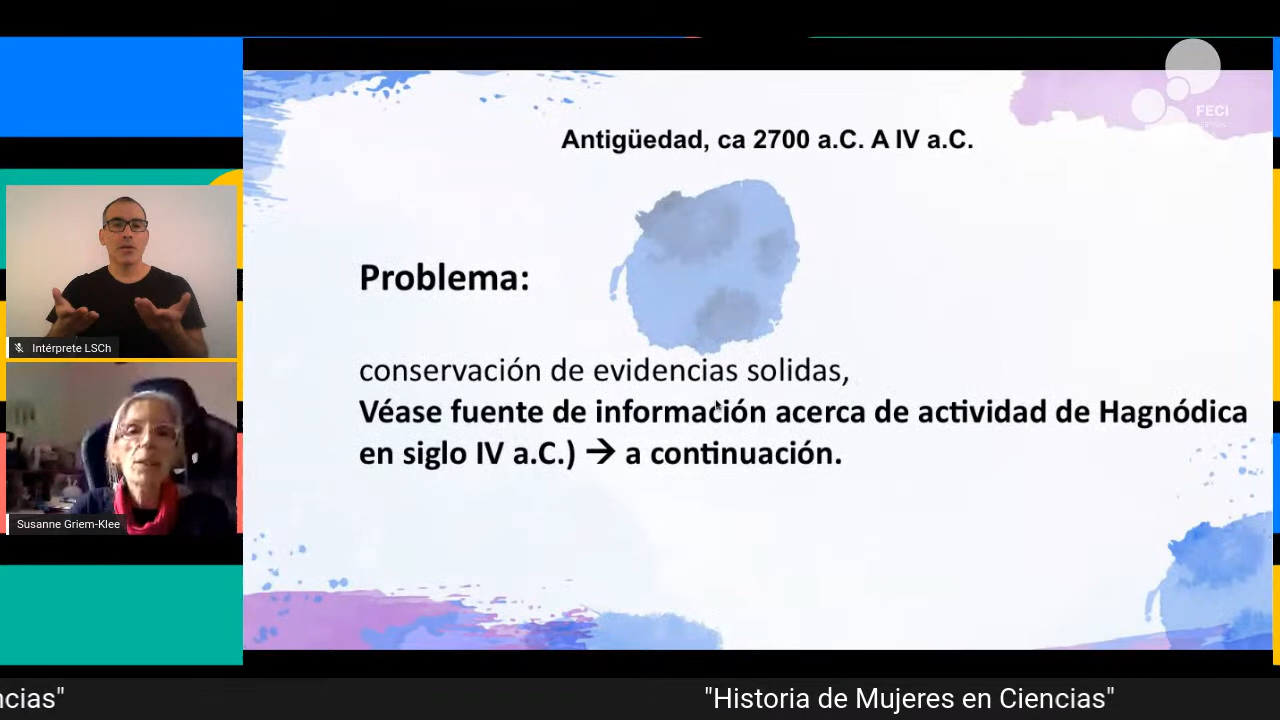 FECI
Antigüedad, ca 2700 a.C. A IV a.C.
Problema:
conservación de evidencias solidas,
Véase fuente de información acerca de actividad de Hagnódica
en siglo IV a.C.) → a continuación.
Intérprete LSCh
Susanne Griem-Klee
ncias" "Historia de Mujeres en Ciencias"